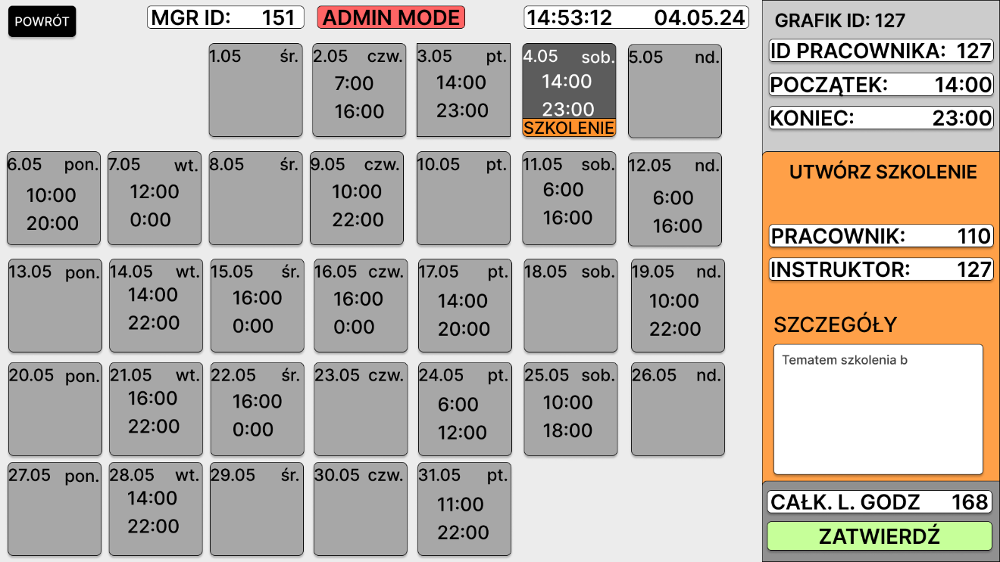 POWRÓT
MGR ID: 151
ADMIN MODE
14:53:12 04.05.24
1.05 śr.
2.05 czw.
7:00
16:00
3.05 pt.
14:00
23:00
4.05 sob.
14:00
23:00
SZKOLENIE
5.05 nd.
6.05 pon.
10:00
20:00
7.05 wt.
12:00
0:00
8.05 śr.
9.05 czw.
10:00
22:00
10.05 pt.
11.05 sob.
6:00
16:00
12.05 nd.
6:00
16:00
13.05 pon.
14.05 wt.
14:00
22:00
15.05 śr.
16:00
0:00
16.05 czw.
16:00
0:00
17.05 pt.
14:00
20:00
18.05 sob.
19.05 nd.
10:00
22:00
20.05 pon.
21.05 wt.
16:00
22:00
22.05 śr.
16:00
0:00
23.05 czw.
24.05 pt.
6:00
12:00
25.05 sob.
10:00
18:00
26.05 nd.
27.05 pon.
28.05 wt.
14:00
22:00
29.05 śr.
30.05 czw.
31.05 pt.
11:00
22:00
GRAFIK ID: 127
ID PRACOWNIKA: 127
POCZĄTEK: 14:00
KONIEC: 23:00
UTWÓRZ SZKOLENIE
PRACOWNIK: 110
INSTRUKTOR: 127
SZCZEGÓŁY
Tematem szkolenia b
CAŁK. L. GODZ 168
ZATWIERDŹ